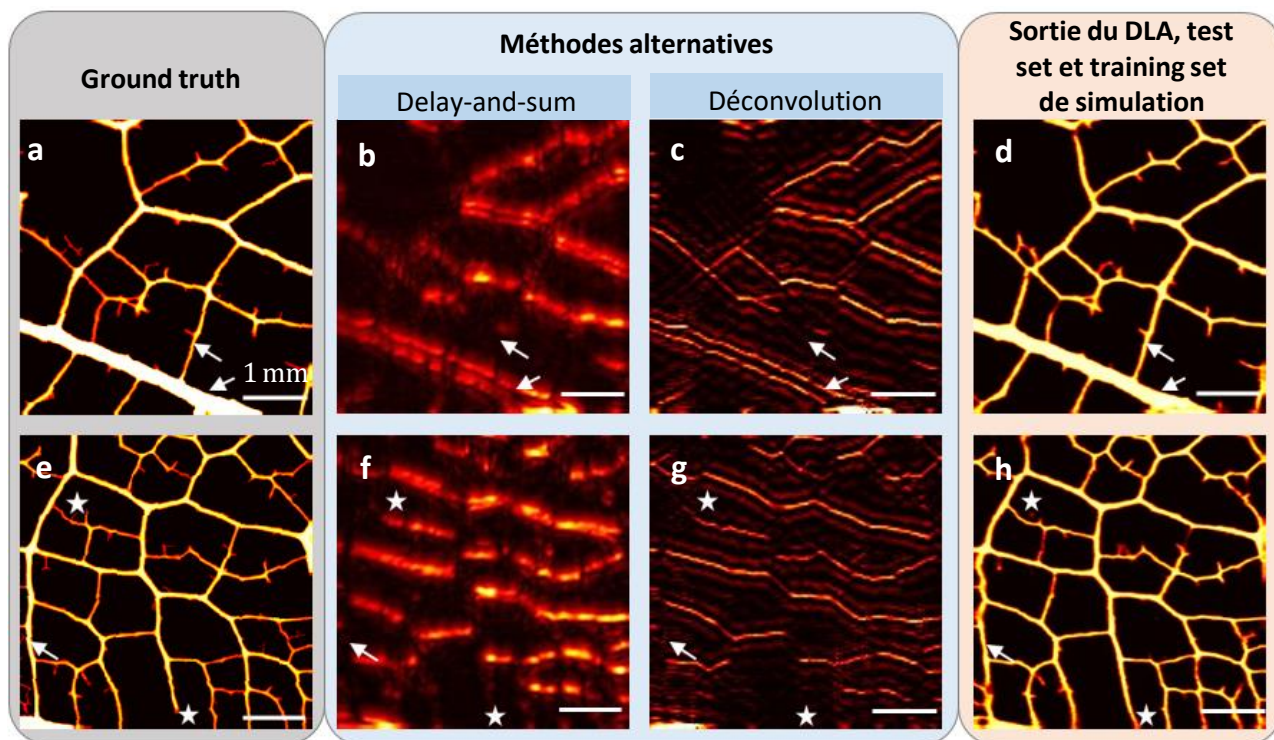 Ground truth
Méthodes alternatives
Delay-and-sum
Déconvolution
Sortie du DLA, test
set et training set
de simulation
a
b
c
d
1 mm
e
f
g
h